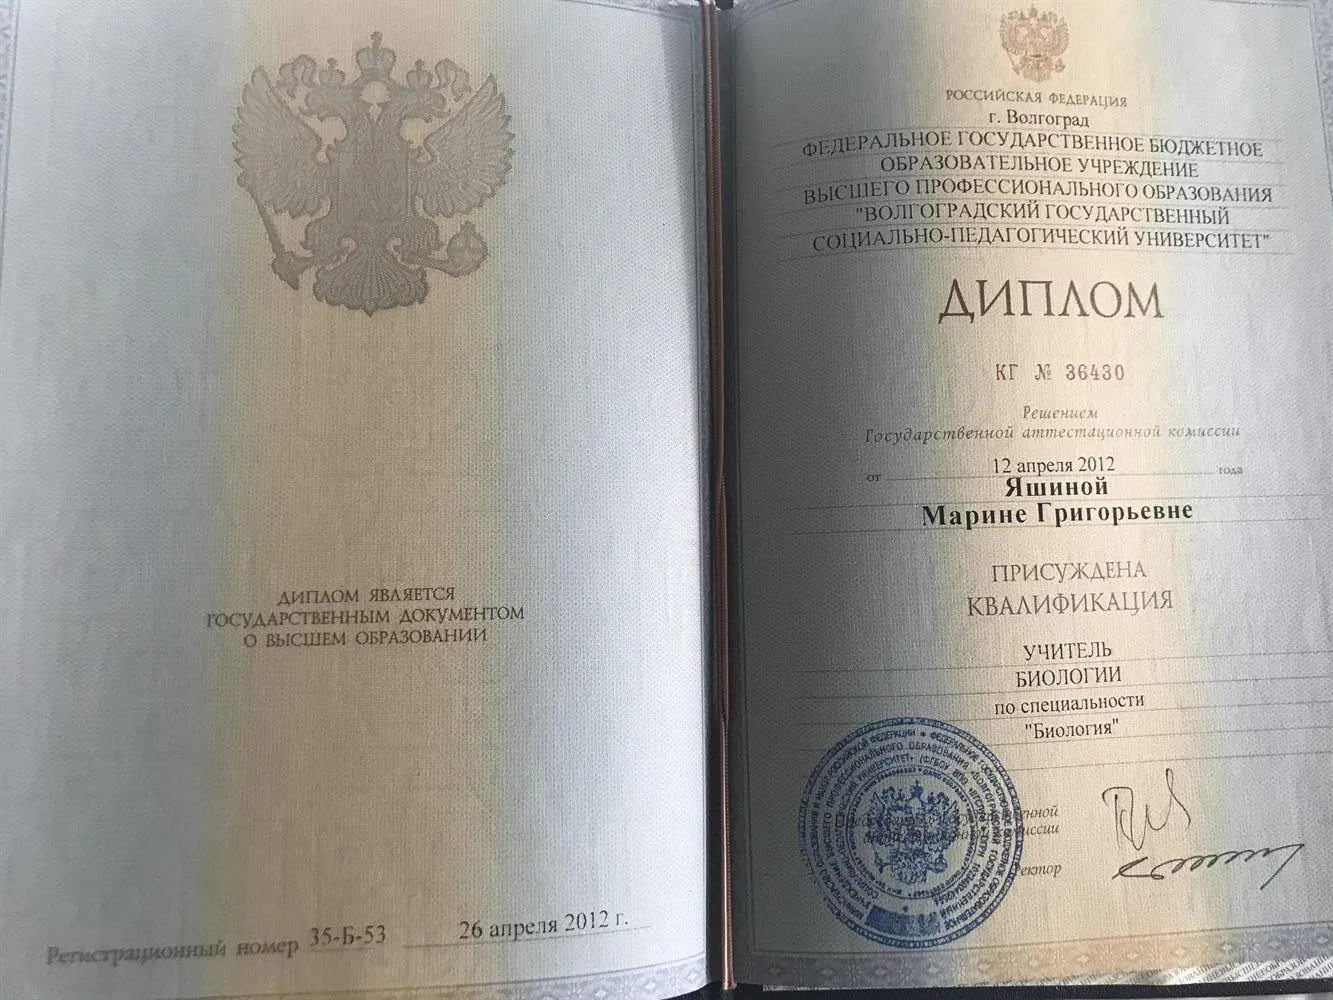 ДИПЛОМ ЯВЛЯЕТСЯ
ГОСУДАРСТВЕННЫМ ДОКУМЕНТОМ
О ВЫСШЕМ ОБРАЗОВАНИИ
Регистрационный номер 35-Б-53 26 апреля 2012 г.
РОССИЙСКАЯ ФЕДЕРАЦИЯ
г. Волгоград
ФЕДЕРАЛЬНОЕ ГОСУДАРСТВЕННОЕ БЮДЖЕТНОЕ
ОБРАЗОВАТЕЛЬНОЕ УЧРЕЖДЕНИЕ
ВЫСШЕГО ПРОФЕССИОНАЛЬНОГО ОБРАЗОВАНИЯ
"ВОЛГОГРАДСКИЙ ГОСУДАРСТВЕННЫЙ
СОЦИАЛЬНО-ПЕДАГОГИЧЕСКИЙ УНИВЕРСИТЕТ"
ДИПЛОМ
КГ № 36430
Решением
Государственной аттестационной комиссии
от 12 апреля 2012 года
Яшиной
Марине Григорьевне
ПРИСУЖДЕНА
КВАЛИФИКАЦИЯ
УЧИТЕЛЬ
БИОЛОГИИ
по специальности
"Биология"
Ректор